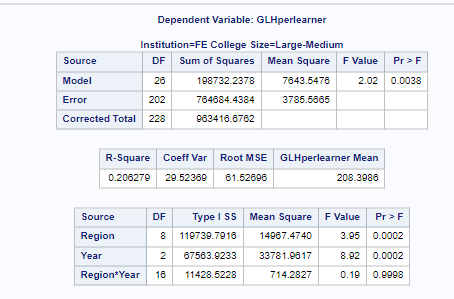 Dependent Variable: GLHperlearner
Institution=FE College Size=Large-Medium
Source DF Sum of Squares Mean Square F Value Pr > F
Model 26 198732.2378 7643.5476 2.02 0.0038
Error 202 764684.4384 3785.5665
Corrected Total 228 963416.6762
R-Square Coeff Var Root MSE GLHperlearner Mean
0.206279 29.52369 61.52696 208.3986
Source DF Type I SS Mean Square F Value Pr > F
Region 8 119739.7916 14967.4740 3.95 0.0002
Year 2 67563.9233 33781.9617 8.92 0.0002
Region*Year 16 11428.5228 714.2827 0.19 0.9998